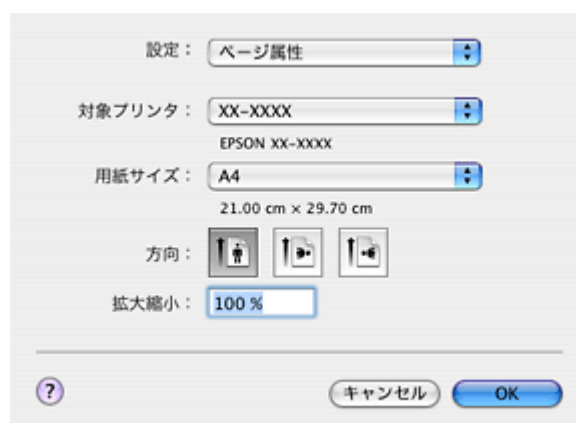 設定： ページ属性
対象プリンタ： XX-XXXX
EPSON XX-XXXX
用紙サイズ： A4
21.00 cm × 29.70 cm
方向：
拡大縮小： 100 %
? キャンセル OK